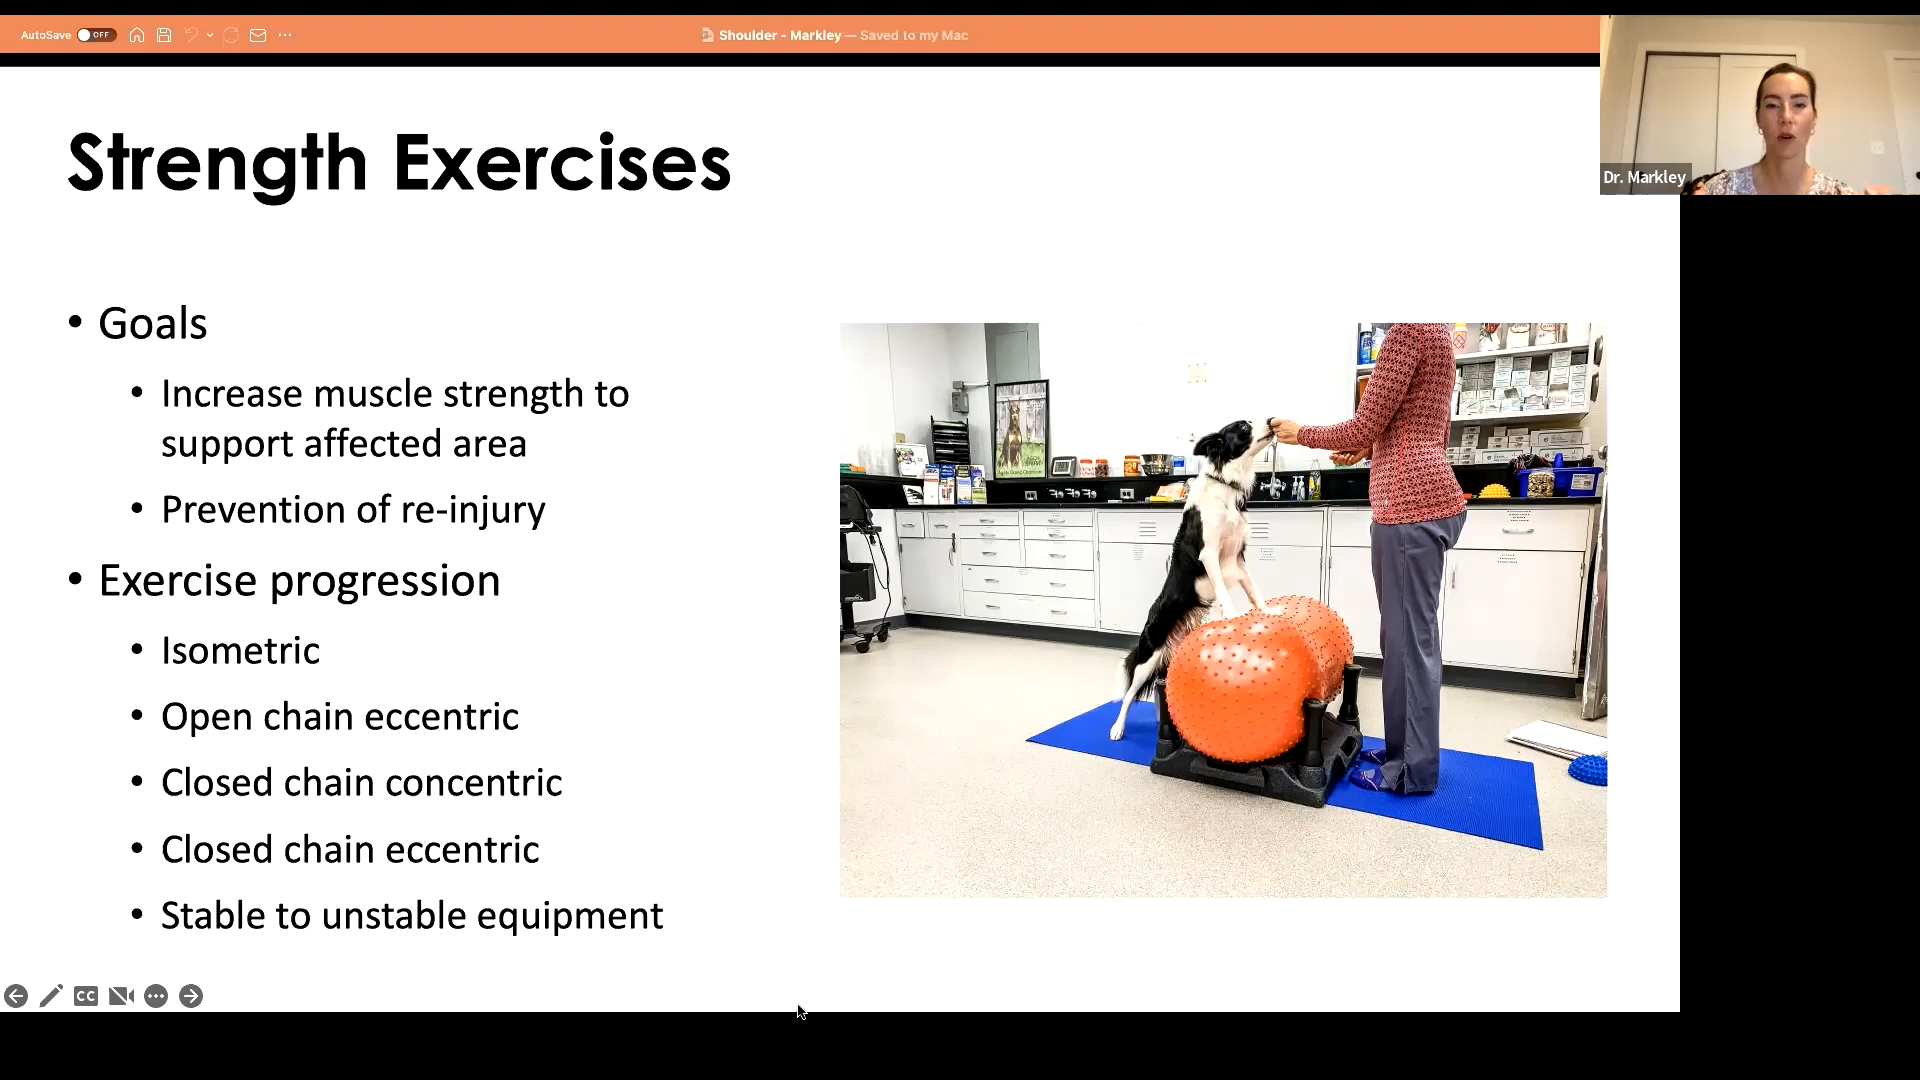 AutoSave OFF
Shoulder - Markley — Saved to my Mac
Dr. Markley
Strength Exercises
• Goals
• Increase muscle strength to
support affected area
• Prevention of re-injury
• Exercise progression
• Isometric
• Open chain eccentric
• Closed chain concentric
• Closed chain eccentric
• Stable to unstable equipment
CC